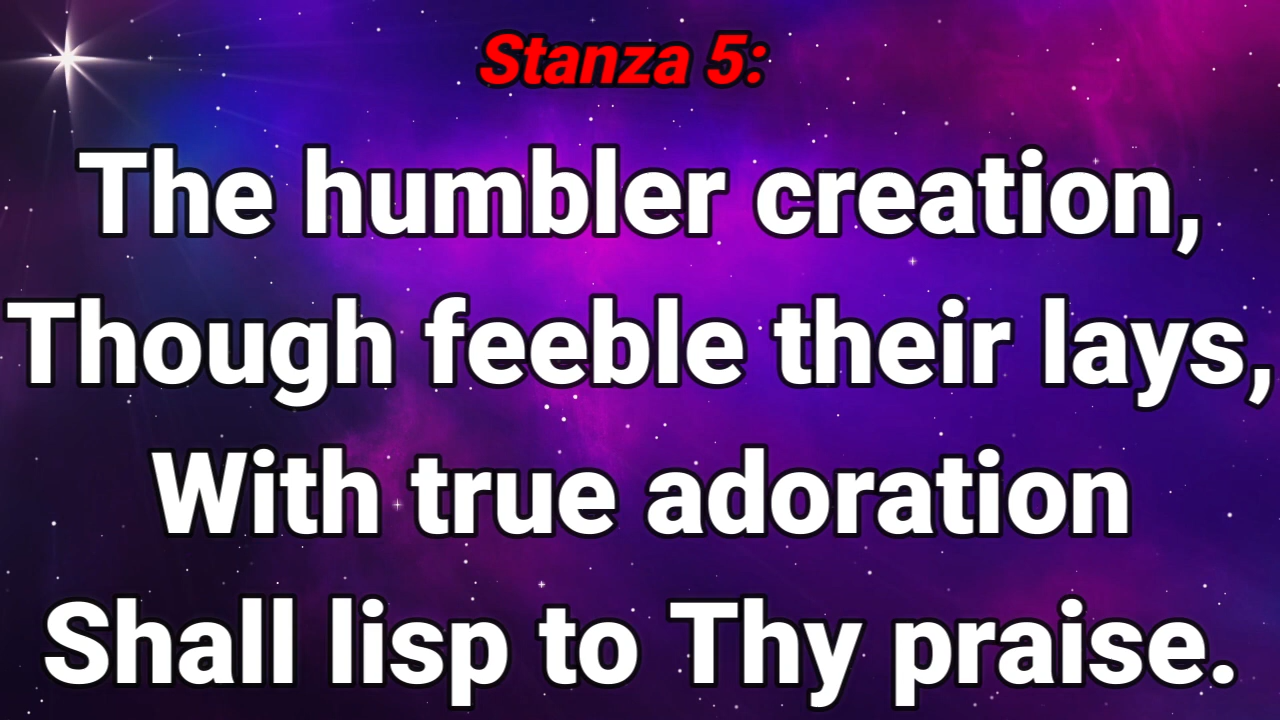 Stanza 5:
The humbler creation,
Though feeble their lays,
With true adoration
Shall lisp to Thy praise.